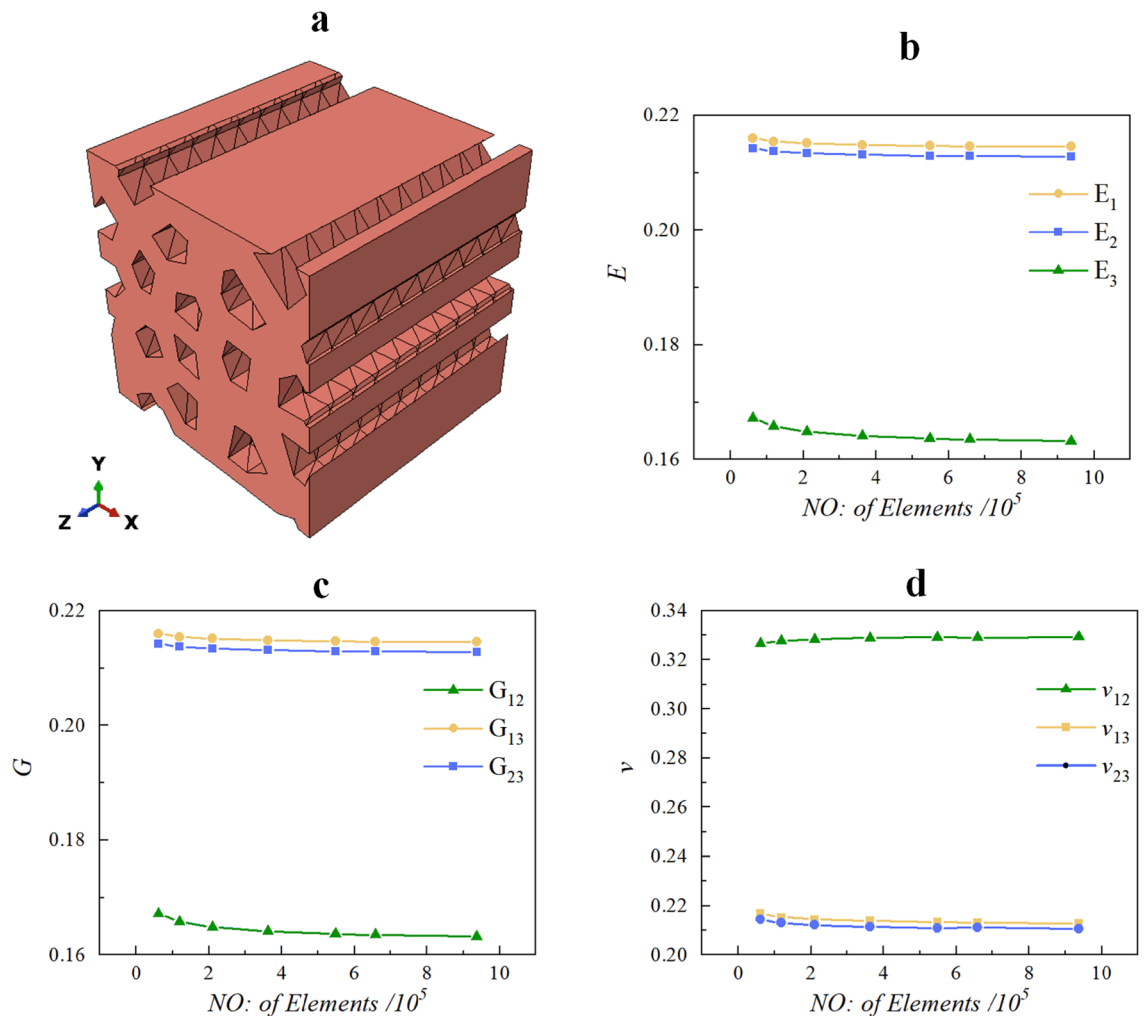 a
Y
Z
X
b
E
0.22
0.20
0.18
0.16
E1
E2
E3
0
2
4
6
8
10
NO: of Elements /10^5
c
G
0.22
0.20
0.18
0.16
G12
G13
G23
0
2
4
6
8
10
NO: of Elements /10^5
d
v
0.34
0.32
0.30
0.28
0.26
0.24
0.22
0.20
v12
v13
v23
0
2
4
6
8
10
NO: of Elements /10^5